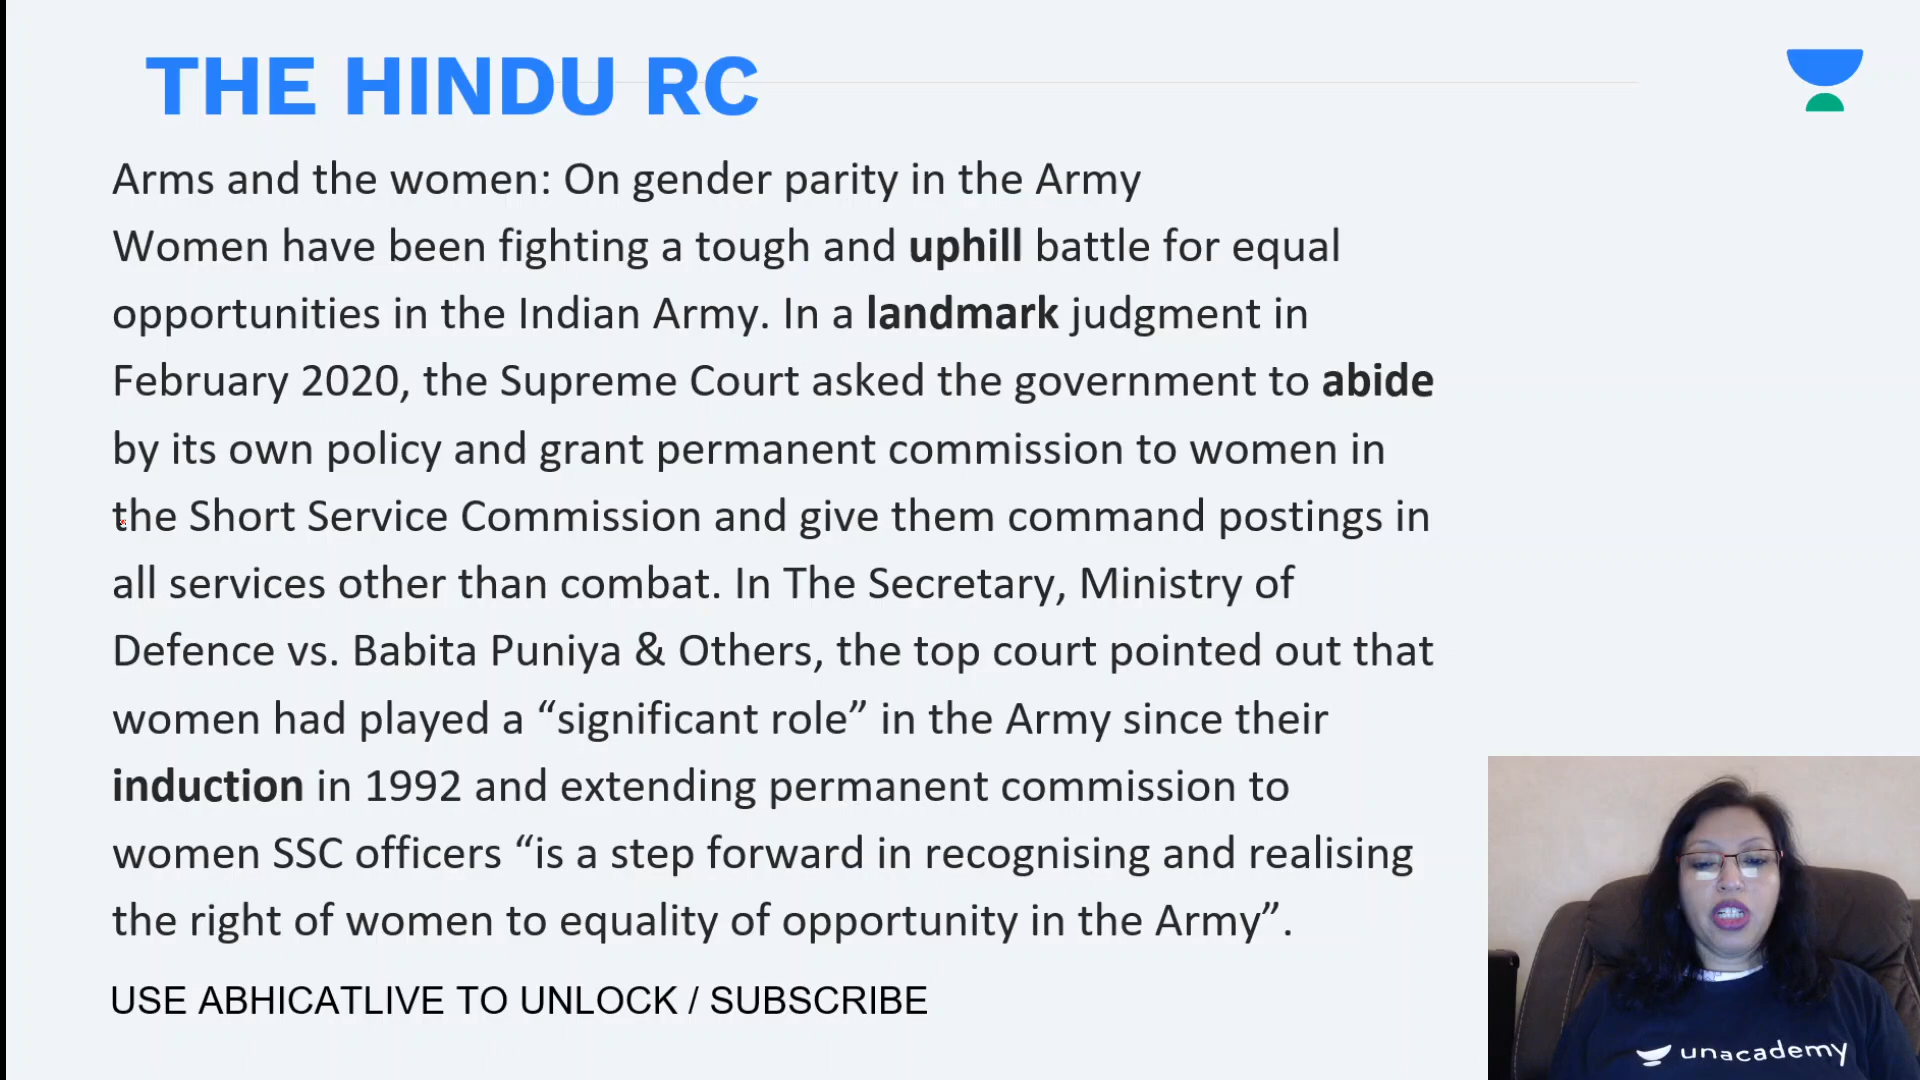 THE HINDU RC
Arms and the women: On gender parity in the Army
Women have been fighting a tough and uphill battle for equal
opportunities in the Indian Army. In a landmark judgment in
February 2020, the Supreme Court asked the government to abide
by its own policy and grant permanent commission to women in
the Short Service Commission and give them command postings in
all services other than combat. In The Secretary, Ministry of
Defence vs. Babita Puniya & Others, the top court pointed out that
women had played a “significant role” in the Army since their
induction in 1992 and extending permanent commission to
women SSC officers “is a step forward in recognising and realising
the right of women to equality of opportunity in the Army”.
USE ABHICATLIVE TO UNLOCK / SUBSCRIBE
unacademy